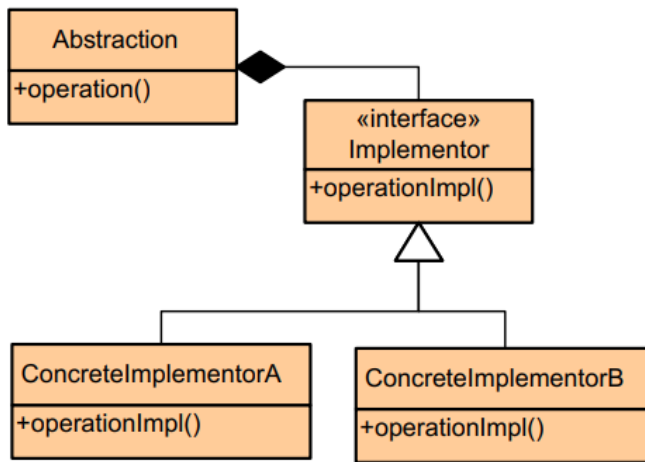 Abstraction
+operation()
«interface»
Implementor
+operationImpl()
ConcreteImplementorA
+operationImpl()
ConcreteImplementorB
+operationImpl()